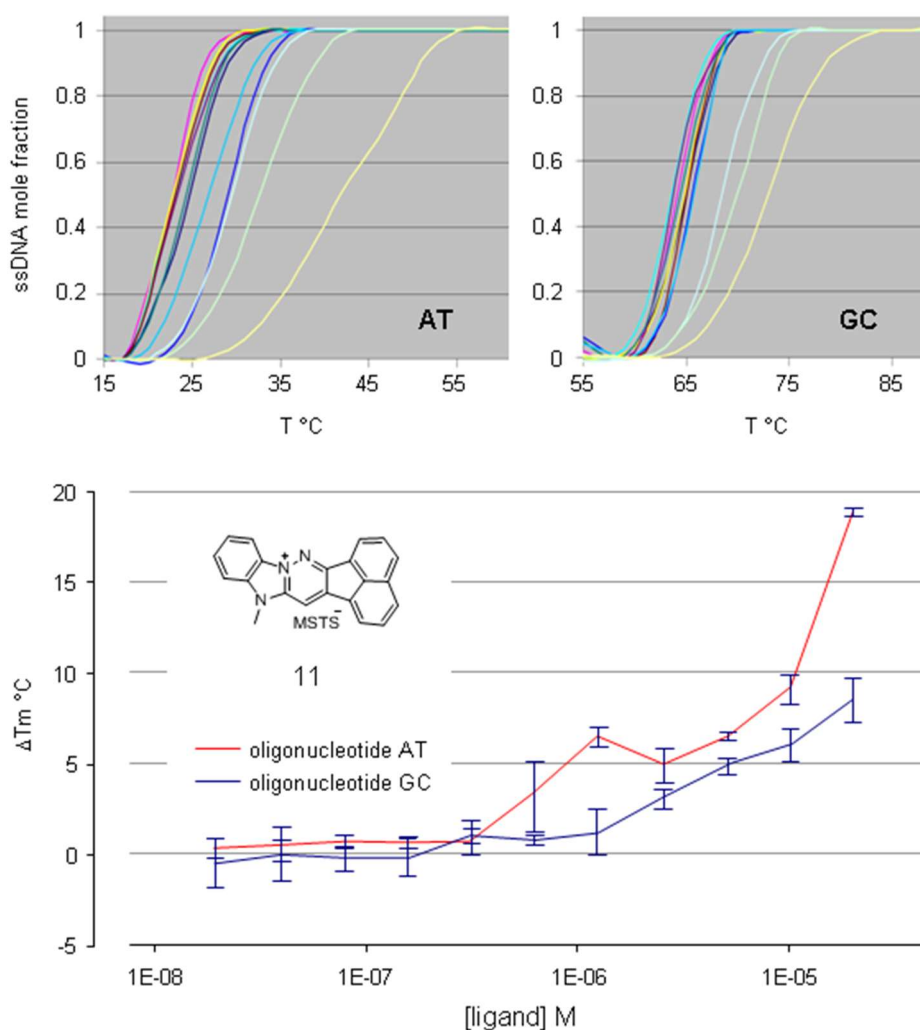 1
0.8
0.6
0.4
0.2
0
ssDNA mole fraction
AT
15 25 35 45 55
T °C
1
0.8
0.6
0.4
0.2
0
GC
55 65 75 85
T °C
20
15
10
5
0
-5
ΔTm °C
N + N
N
MSTS -
11
oligonucleotide AT
oligonucleotide GC
1E-08 1E-07 1E-06 1E-05
[ligand] M